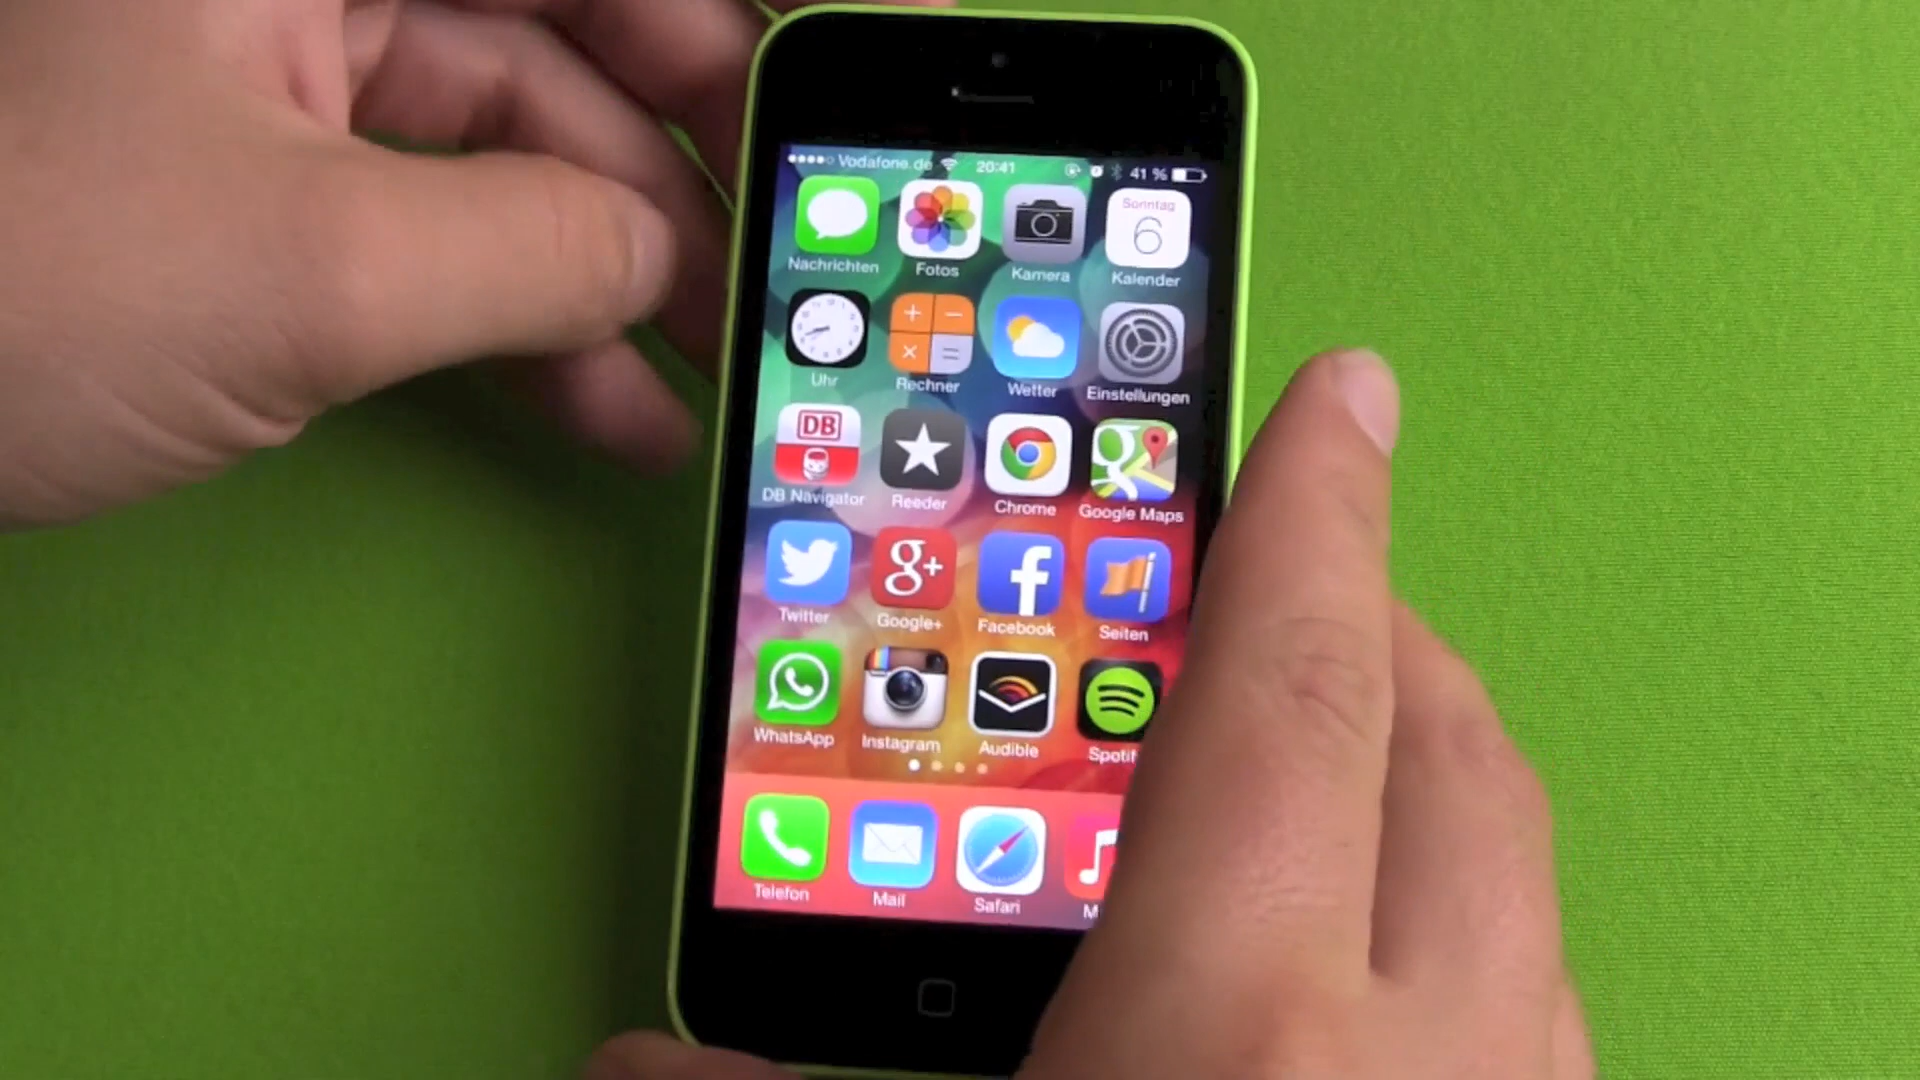 Vodafone.de 20:41 41 %
Sonntag
6
Nachrichten Fotos Kamera Kalender
Uhr Rechner Wetter Einstellungen
DB
DB Navigator Reeder Chrome Google Maps
g+
Twitter Google+ Facebook Seiten
WhatsApp Instagram Audible Spotif
Telefon Mail Safari M